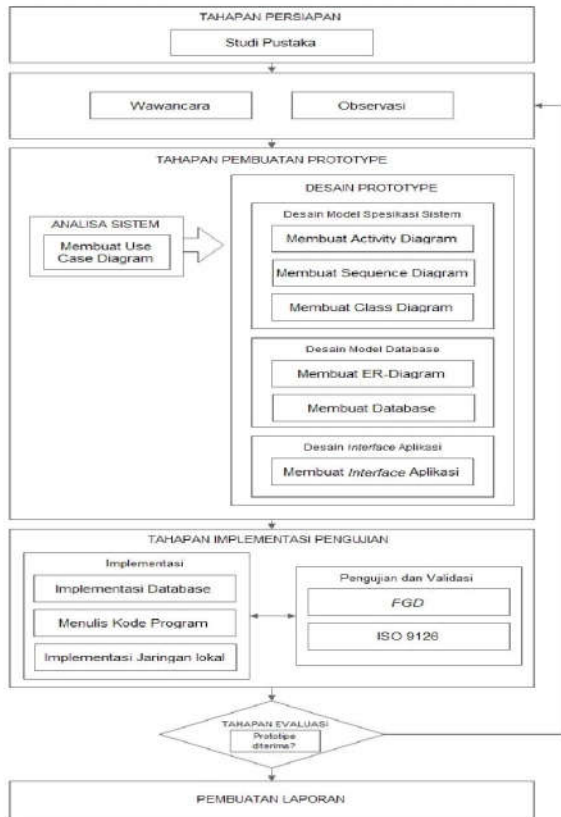 TAHAPAN PERSIAPAN
Studi Pustaka
Wawancara
Observasi
TAHAPAN PEMBUATAN PROTOTYPE
ANALISA SISTEM
Membuat Use
Case Diagram
DESAIN PROTOTYPE
Desain Model Spesikasi Sistem
Membuat Activity Diagram
Membuat Sequence Diagram
Membuat Class Diagram
Desain Model Database
Membuat ER-Diagram
Membuat Database
Desain Interface Aplikasi
Membuat Interface Aplikasi
TAHAPAN IMPLEMENTASI PENGUJIAN
Implementasi
Implementasi Database
Menulis Kode Program
Implementasi Jaringan lokal
Pengujian dan Validasi
FGD
ISO 9126
TAHAPAN EVALUASI
Prototipe
diterima?
PEMBUATAN LAPORAN